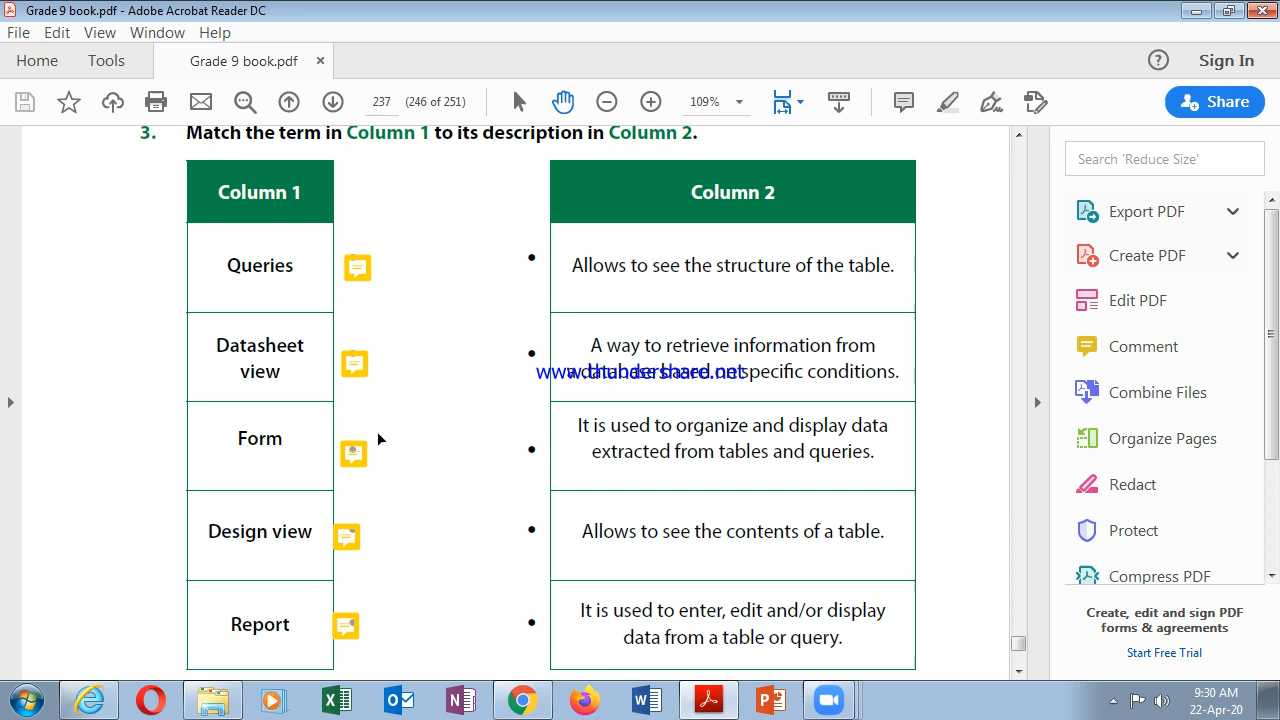 Grade 9 book.pdf - Adobe Acrobat Reader DC
File Edit View Window Help
Home Tools Grade 9 book.pdf × ? Sign In
237 (246 of 251) 109% Share
3. Match the term in Column 1 to its description in Column 2.
Column 1 Column 2
Queries • Allows to see the structure of the table.
Datasheet view • A way to retrieve information from
a database based on specific conditions.
www.thundershare.net
Form • It is used to organize and display data
extracted from tables and queries.
Design view • Allows to see the contents of a table.
Report • It is used to enter, edit and/or display
data from a table or query.
Search 'Reduce Size'
Export PDF
Create PDF
Edit PDF
Comment
Combine Files
Organize Pages
Redact
Protect
Compress PDF
Create, edit and sign PDF
forms & agreements
Start Free Trial
9:30 AM
22-Apr-20